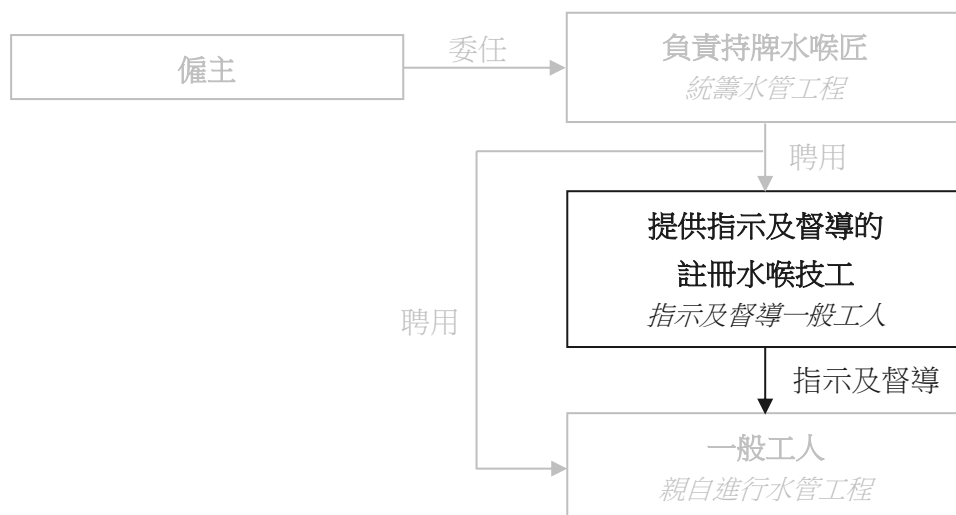 僱主
委任
負責持牌水喉匠
統籌水管工程
聘用
提供指示及督導的
註冊水喉技工
指示及督導一般工人
聘用
指示及督導
一般工人
親自進行水管工程